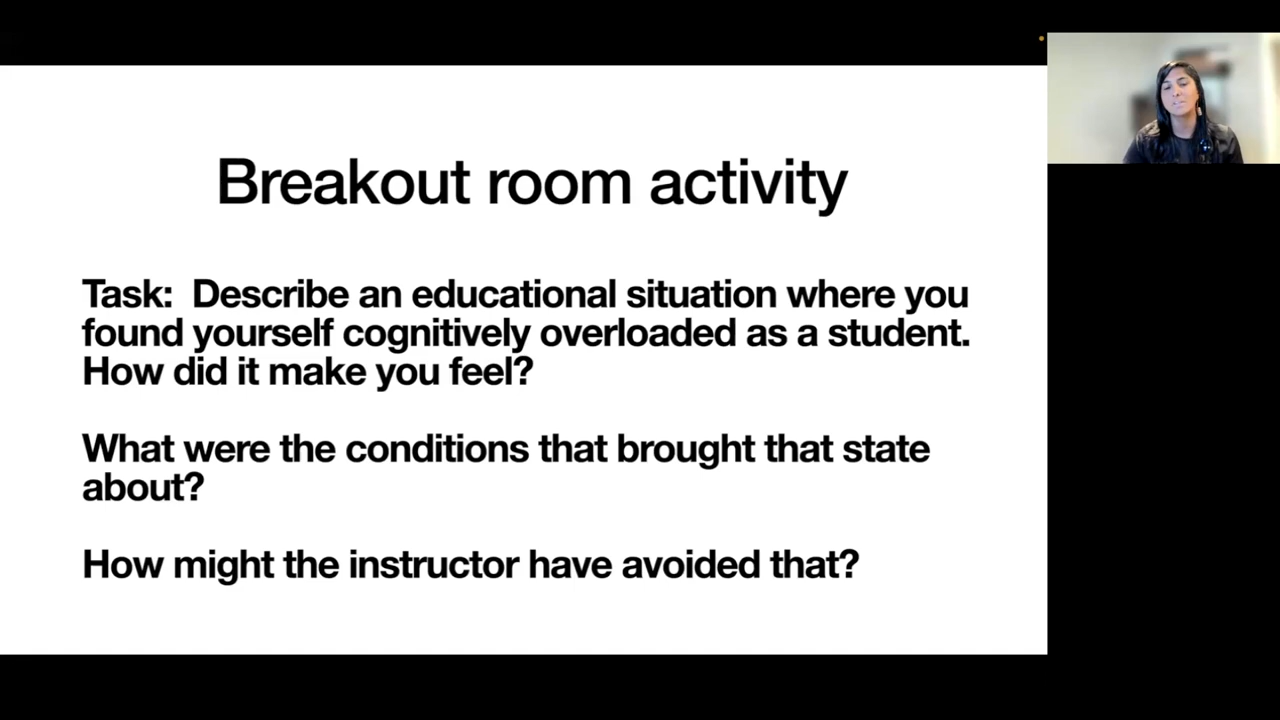 Breakout room activity
Task:  Describe an educational situation where you
found yourself cognitively overloaded as a student.
How did it make you feel?
What were the conditions that brought that state
about?
How might the instructor have avoided that?